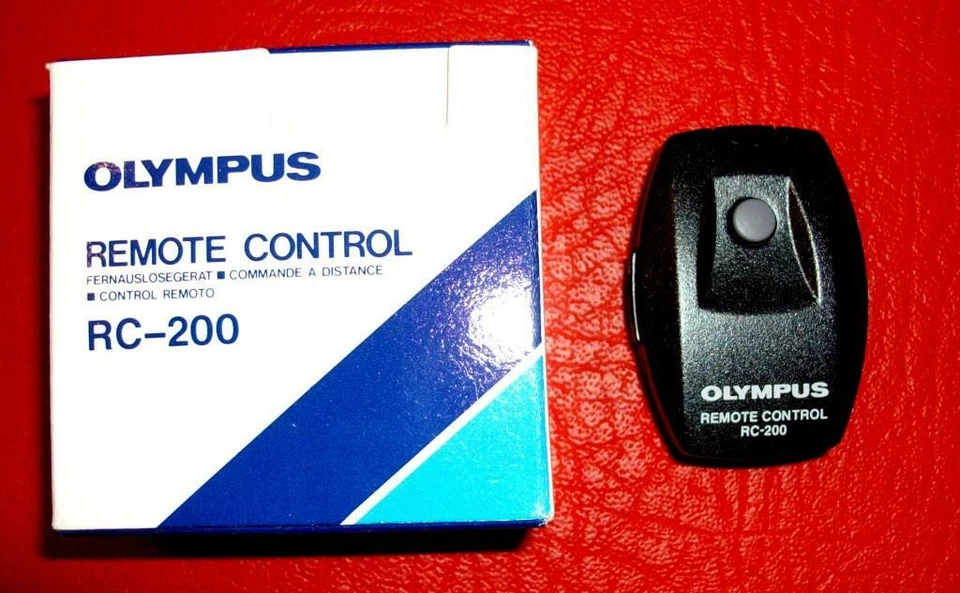 OLYMPUS
REMOTE CONTROL
FERNAUSLOSEGERAT ■ COMMANDE A DISTANCE
■ CONTROL REMOTO
RC-200
OLYMPUS
REMOTE CONTROL
RC-200